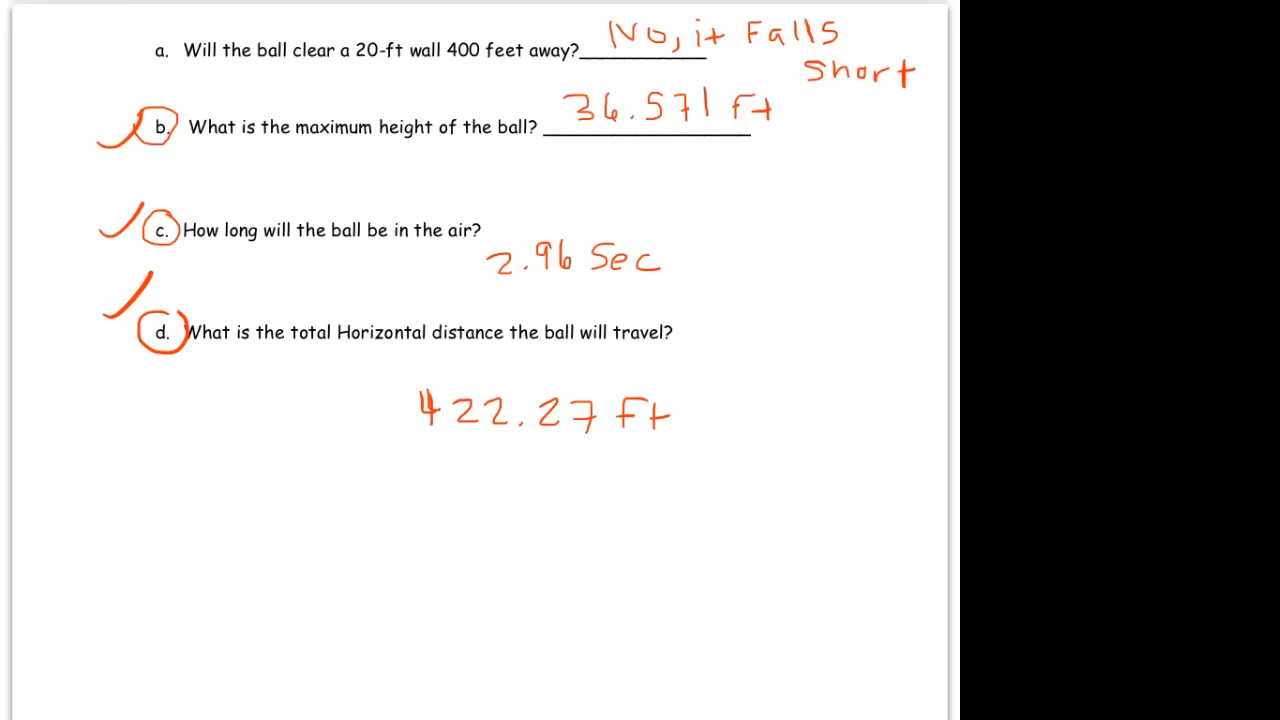 a. Will the ball clear a 20-ft wall 400 feet away?__________ No, it Falls
Short
b. What is the maximum height of the ball? __________ 36.571 ft
c. How long will the ball be in the air?
2.96 Sec
d. What is the total Horizontal distance the ball will travel?
422.27 Ft